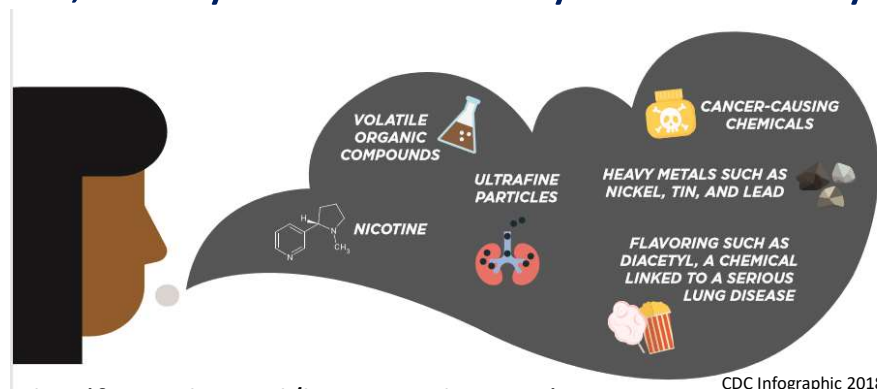 VOLATILE
ORGANIC
COMPOUNDS
CANCER-CAUSING
CHEMICALS
ULTRAFINE
PARTICLES
HEAVY METALS SUCH AS
NICKEL, TIN, AND LEAD
H
N
CH₃
N
NICOTINE
FLAVORING SUCH AS
DIACETYL, A CHEMICAL
LINKED TO A SERIOUS
LUNG DISEASE
CDC Infographic 2018